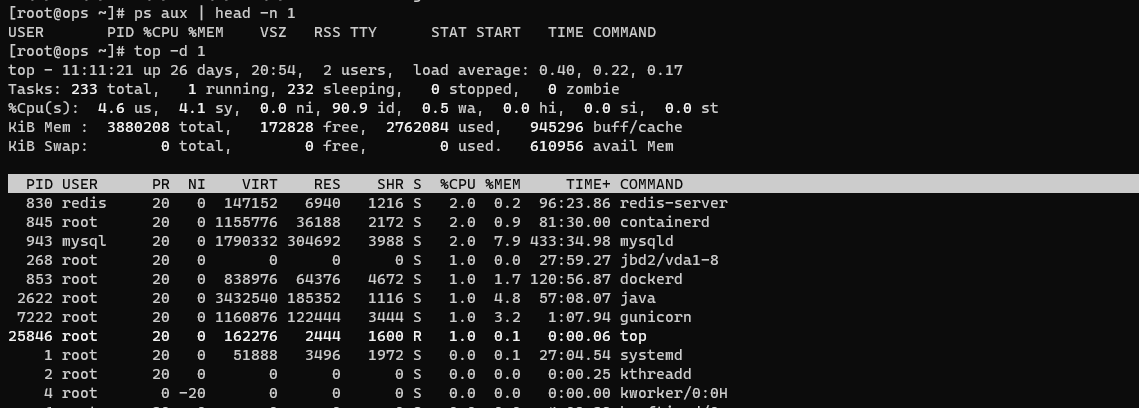 [root@ops ~]# ps aux | head -n 1
USER       PID %CPU %MEM    VSZ   RSS TTY      STAT START   TIME COMMAND
[root@ops ~]# top -d 1
top - 11:11:21 up 26 days, 20:54,  2 users,  load average: 0.40, 0.22, 0.17
Tasks: 233 total,   1 running, 232 sleeping,   0 stopped,   0 zombie
%Cpu(s):  4.6 us,  4.1 sy,  0.0 ni, 90.9 id,  0.5 wa,  0.0 hi,  0.0 si,  0.0 st
KiB Mem :  3880208 total,   172828 free,  2762084 used,   945296 buff/cache
KiB Swap:        0 total,        0 free,        0 used.   610956 avail Mem
  PID USER      PR  NI    VIRT    RES    SHR S  %CPU %MEM     TIME+ COMMAND
  830 redis     20   0  147152   6940   1216 S   2.0  0.2  96:23.86 redis-server
  845 root      20   0 1155776  36188   2172 S   2.0  0.9  81:30.00 containerd
  943 mysql     20   0 1790332 304692   3988 S   2.0  7.9 433:34.98 mysqld
  268 root      20   0       0      0      0 S   1.0  0.0  27:59.27 jbd2/vda1-8
  853 root      20   0  838976  64376   4672 S   1.0  1.7 120:56.87 dockerd
 2622 root      20   0 3432540 185352   1116 S   1.0  4.8  57:08.07 java
 7222 root      20   0 1160876 122444   3444 S   1.0  3.2   1:07.94 gunicorn
25846 root      20   0  162276   2444   1600 R   1.0  0.1   0:00.06 top
    1 root      20   0   51888   3496   1972 S   0.0  0.1  27:04.54 systemd
    2 root      20   0       0      0      0 S   0.0  0.0   0:00.25 kthreadd
    4 root       0 -20       0      0      0 S   0.0  0.0   0:00.00 kworker/0:0H